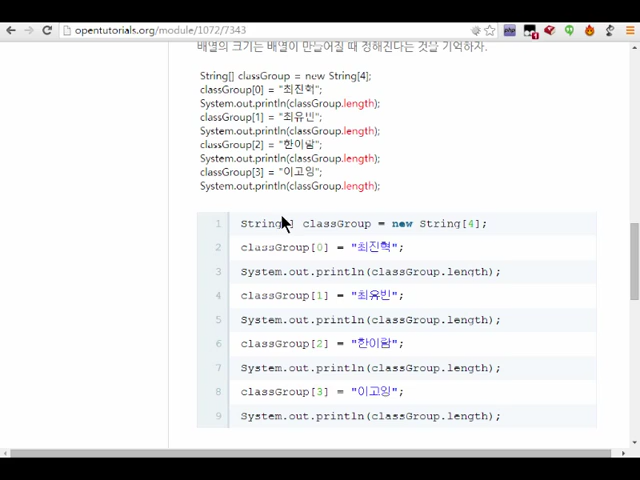 opentutorials.org/module/1072/7343
배열의 크기는 배열이 만들어질 때 정해진다는 것을 기억하자.
String[] classGroup = new String[4];
classGroup[0] = "최진혁";
System.out.println(classGroup.length);
classGroup[1] = "최유빈";
System.out.println(classGroup.length);
classGroup[2] = "한이람";
System.out.println(classGroup.length);
classGroup[3] = "이고잉";
System.out.println(classGroup.length);
1 String[] classGroup = new String[4];
2 classGroup[0] = "최진혁";
3 System.out.println(classGroup.length);
4 classGroup[1] = "최유빈";
5 System.out.println(classGroup.length);
6 classGroup[2] = "한이람";
7 System.out.println(classGroup.length);
8 classGroup[3] = "이고잉";
9 System.out.println(classGroup.length);